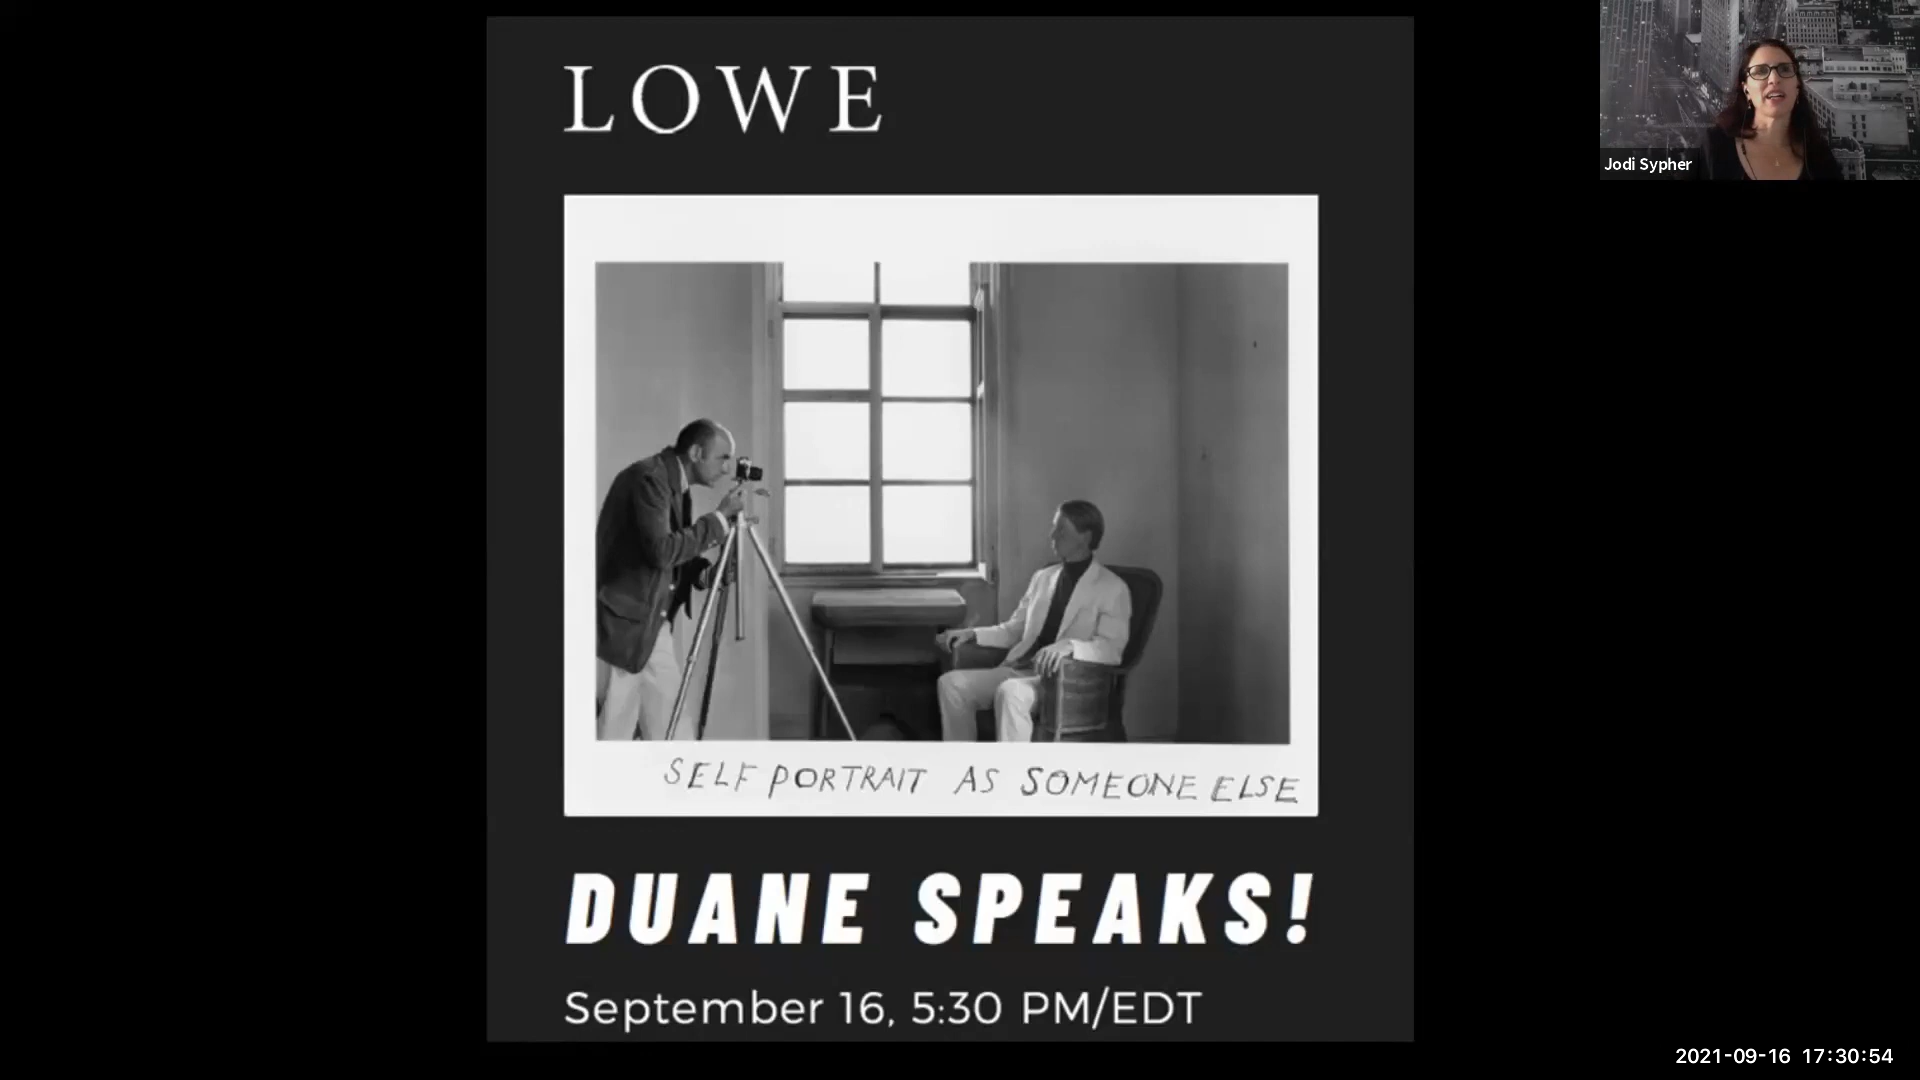 LOWE
Jodi Sypher
SELF PORTRAIT AS SOMEONE ELSE
DUANE SPEAKS!
September 16, 5:30 PM/EDT
2021-09-16 17:30:54